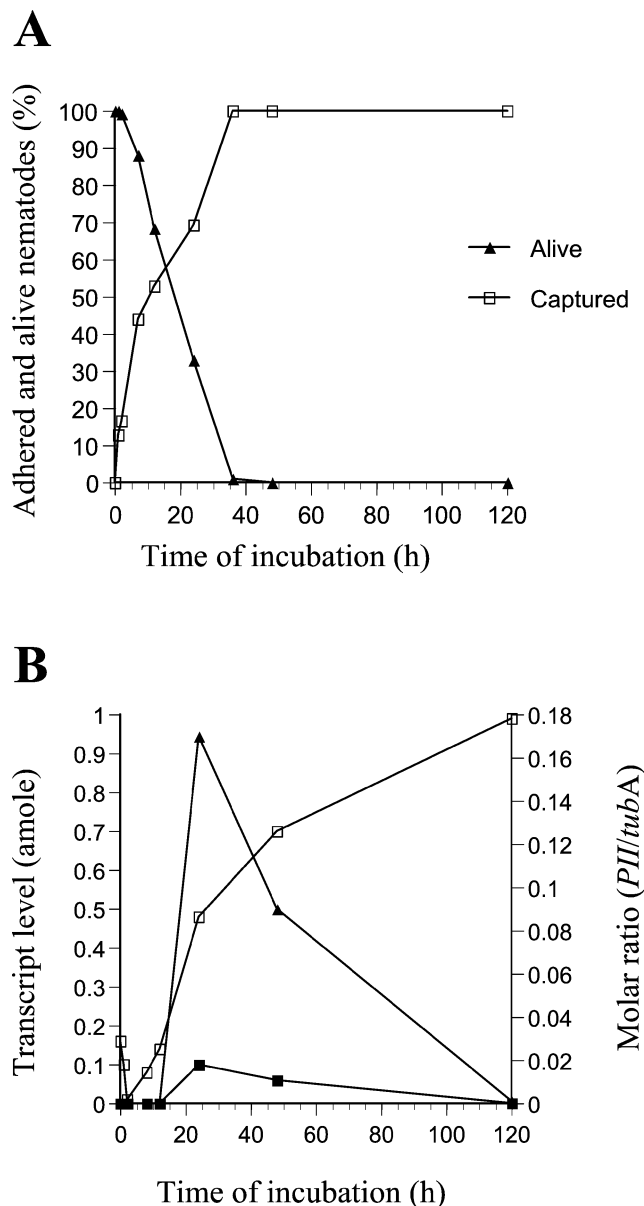 A
Adhered and alive nematodes (%)
100
90
80
70
60
50
40
30
20
10
0
Alive
Captured
0 20 40 60 80 100 120
Time of incubation (h)
B
Transcript level (amole)
1
0.9
0.8
0.7
0.6
0.5
0.4
0.3
0.2
0.1
0
0.18
0.16
0.14
0.12
0.1
0.08
0.06
0.04
0.02
0
Molar ratio (PII/tubA)
0 20 40 60 80 100 120
Time of incubation (h)